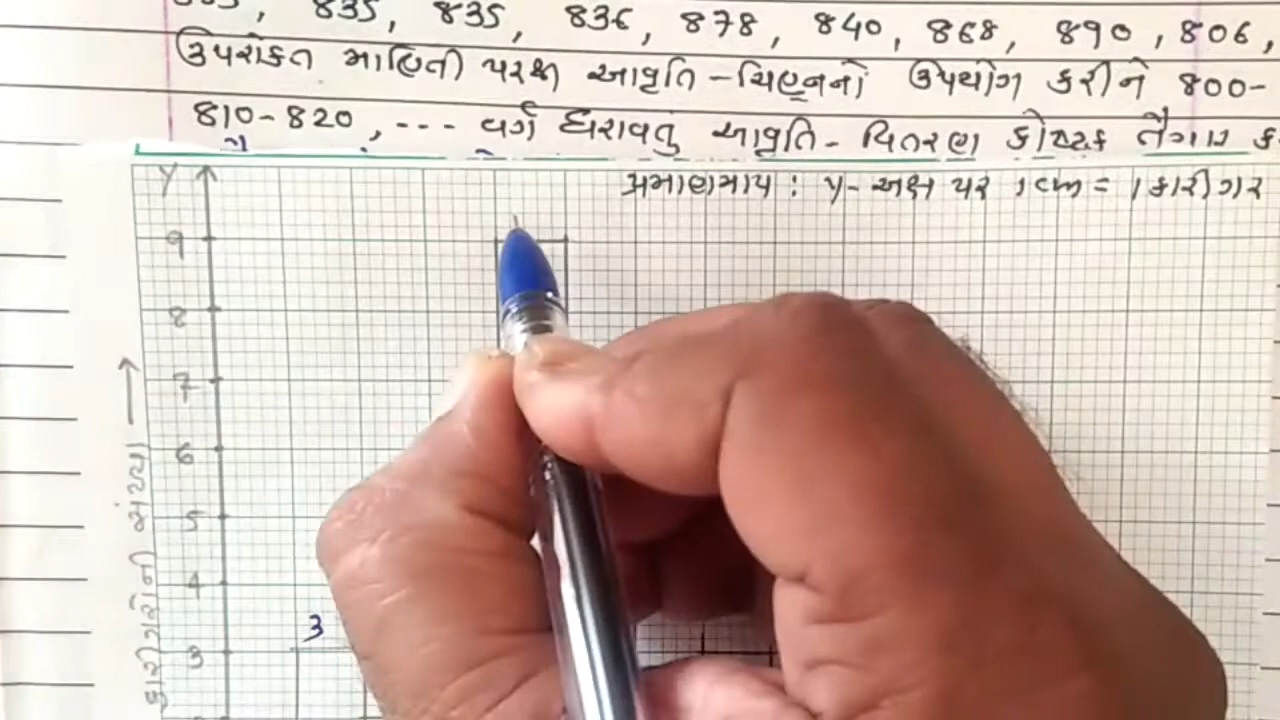 835, 835, 836, 878, 840, 868, 890, 806,
ઉપરોક્ત માહિતી પરથી આવૃતિ-ચિહ્નનો ઉપયોગ કરીને 800-
810-820, --- વર્ગ ધરાવતુ આવૃતિ-વિતરણ કોષ્ટક તૈયાર ક
પ્રમાણમાપ : y-અક્ષ પર 1cm = 1કારીગર
Y
9
8
7
6
5
4
3
3
કારીગરોની સંખ્યા